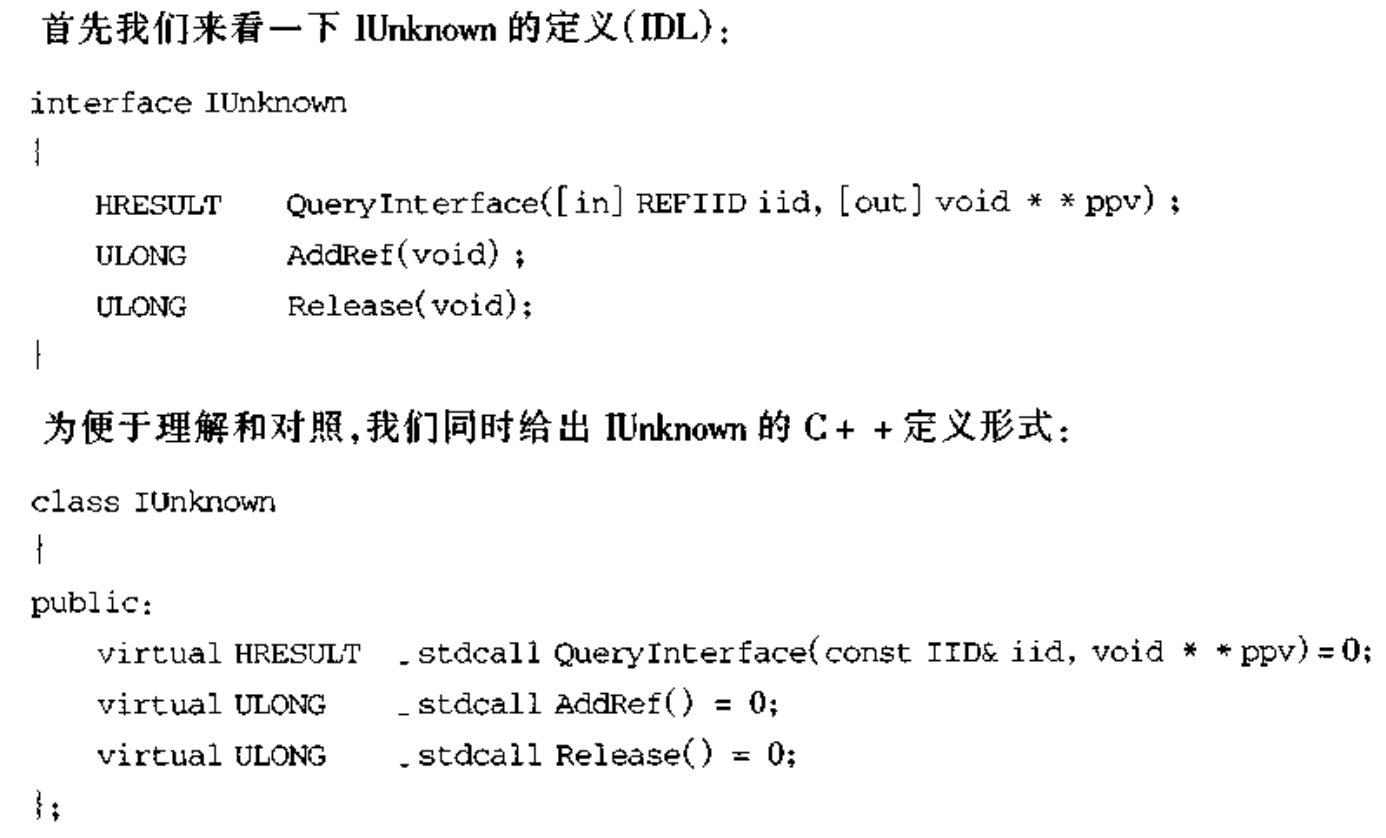 首先我们来看一下 IUnknown 的定义(IDL):
interface IUnknown
{
HRESULT QueryInterface([in] REFIID iid, [out] void * * ppv) ;
ULONG AddRef(void) ;
ULONG Release(void);
}
为便于理解和对照,我们同时给出 IUnknown 的 C + + 定义形式:
class IUnknown
{
public:
virtual HRESULT _stdcall QueryInterface(const IID& iid, void * * ppv) = 0;
virtual ULONG _stdcall AddRef() = 0;
virtual ULONG _stdcall Release() = 0;
};